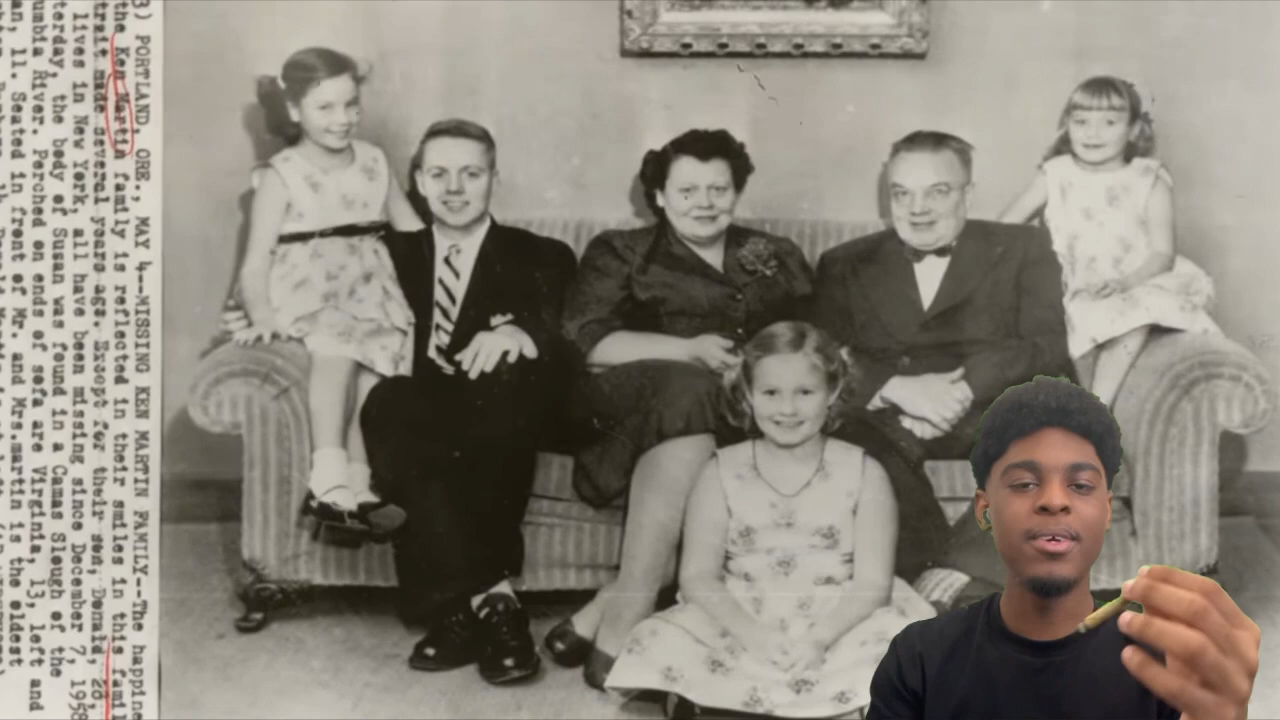 3) PORTLAND, ORE., MAY 4--MISSING KEN MARTIN FAMILY--The happine
the Ken Martin family is reflected in their smiles in this famil
trait made several years ago. Except for their son, Donald, 28,
lives in New York, all have been missing since December 7, 1958
terday, the body of Susan was found in a Camas Slough of the
umbia River. Perched on ends of sofa are Virginia, 13, left and
an, 11. Seated in front of Mr. and Mrs.martin is the oldest